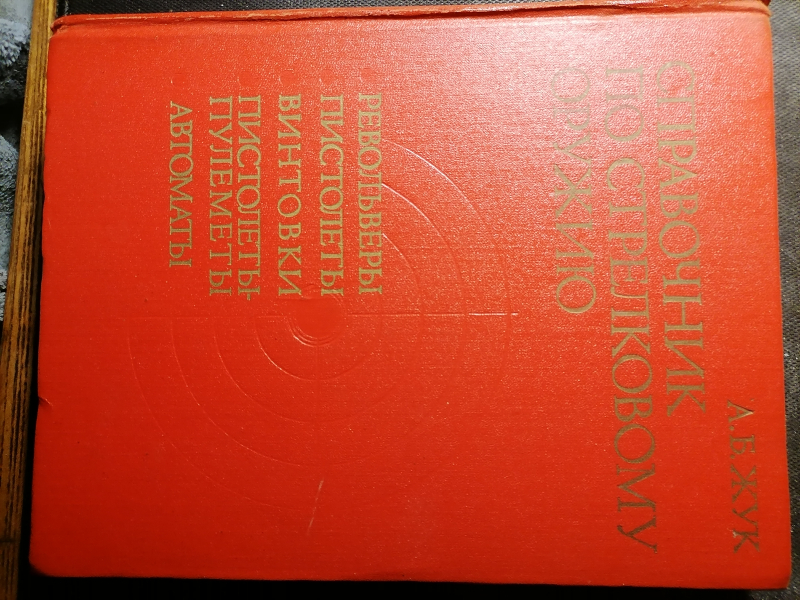 А. Б. ЖУК
СПРАВОЧНИК
ПО СТРЕЛКОВОМУ
ОРУЖИЮ
РЕВОЛЬВЕРЫ
ПИСТОЛЕТЫ
ВИНТОВКИ
ПИСТОЛЕТЫ-
ПУЛЕМЕТЫ
АВТОМАТЫ